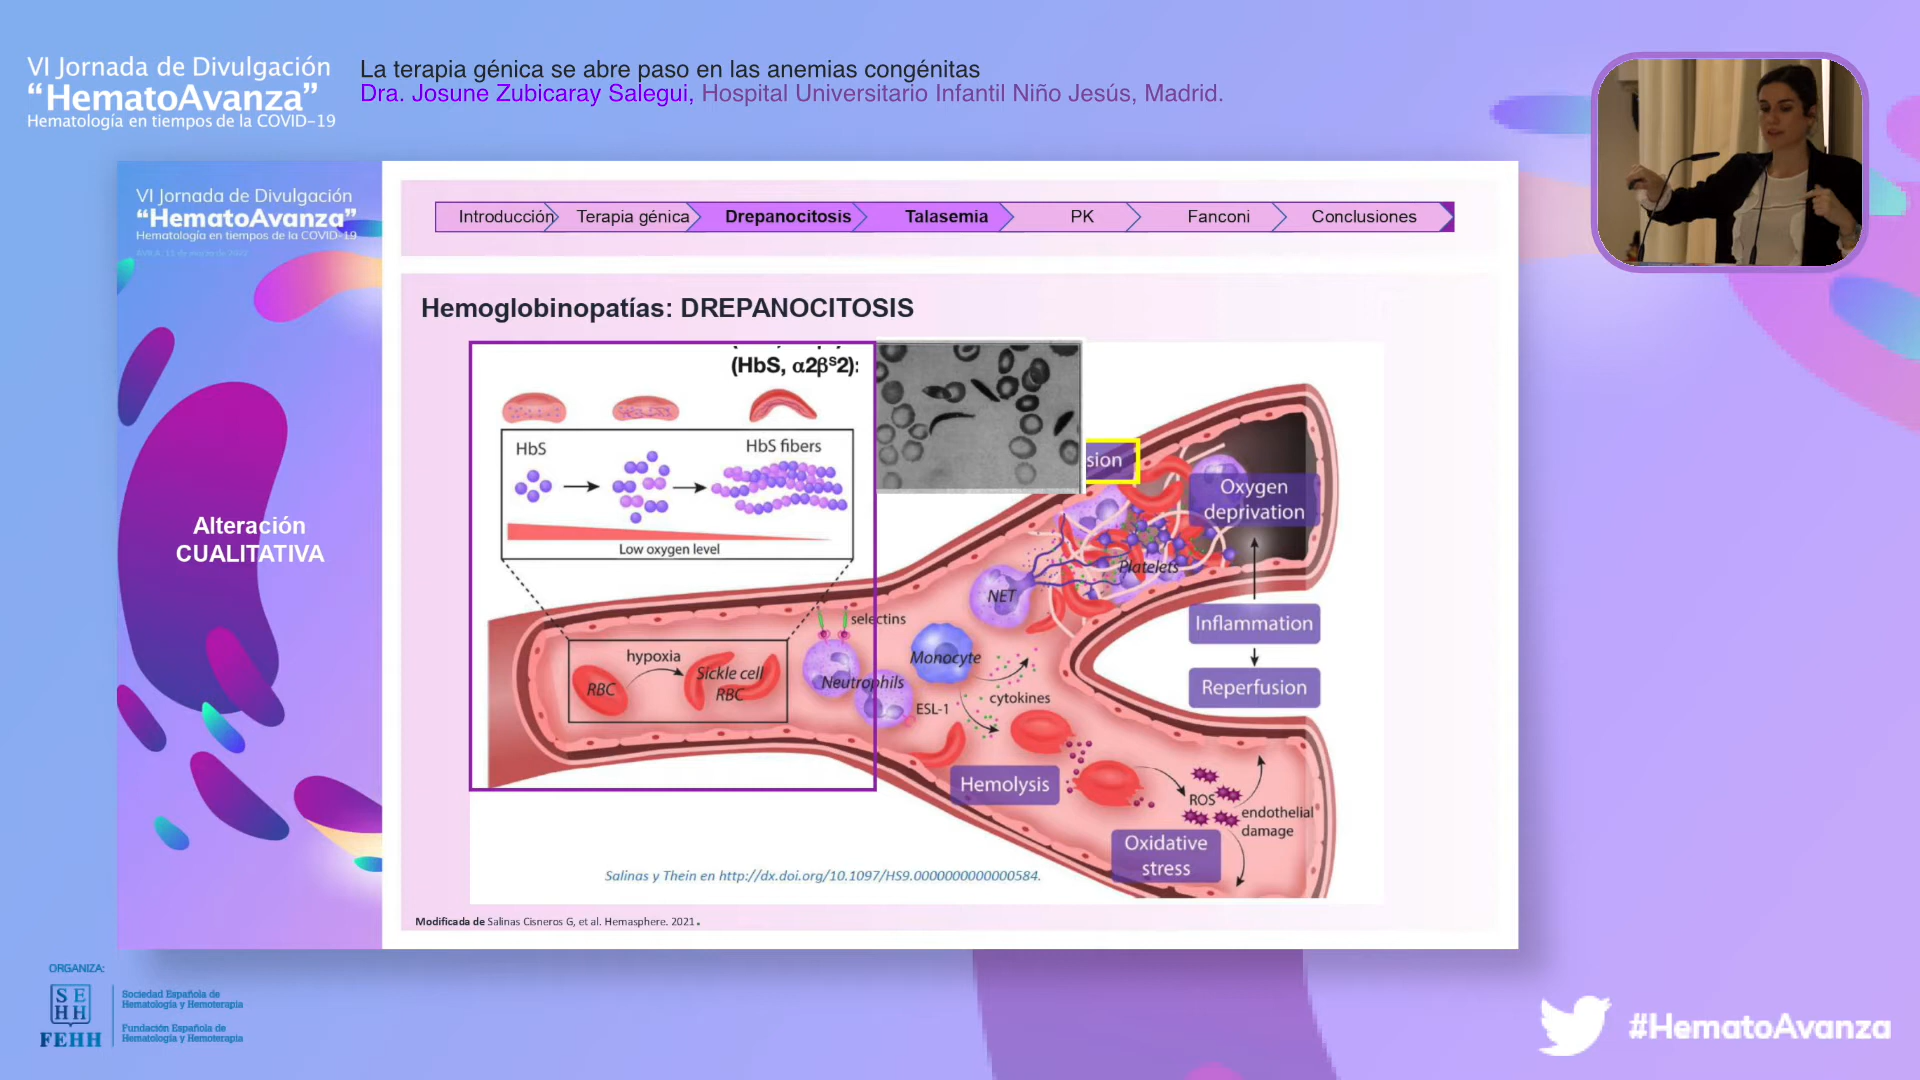 VI Jornada de Divulgación
“HematoAvanza”
Hematología en tiempos de la COVID-19
La terapia génica se abre paso en las anemias congénitas
Dra. Josune Zubicaray Salegui, Hospital Universitario Infantil Niño Jesús, Madrid.
VI Jornada de Divulgación
“HematoAvanza”
Hematología en tiempos de la COVID-19
Introducción
Terapia génica
Drepanocitosis
Talasemia
PK
Fanconi
Conclusiones
Hemoglobinopatías: DREPANOCITOSIS
(HbS, α2βˢ2):
HbS
HbS fibers
Low oxygen level
Alteración
CUALITATIVA
sion
Oxygen
deprivation
Platelets
NET
selectins
Inflammation
Monocyte
hypoxia
Sickle cell
RBC
RBC
Neutrophils
Reperfusion
cytokines
ESL-1
Hemolysis
ROS
endothelial
damage
Oxidative
stress
Salinas y Thein en http://dx.doi.org/10.1097/HS9.0000000000000584.
Modificada de Salinas Cisneros G, et al. Hemasphere. 2021.
ORGANIZA:
SE
HH
FEHH
Sociedad Española de
Hematología y Hemoterapia
Fundación Española de
Hematología y Hemoterapia
#HematoAvanza